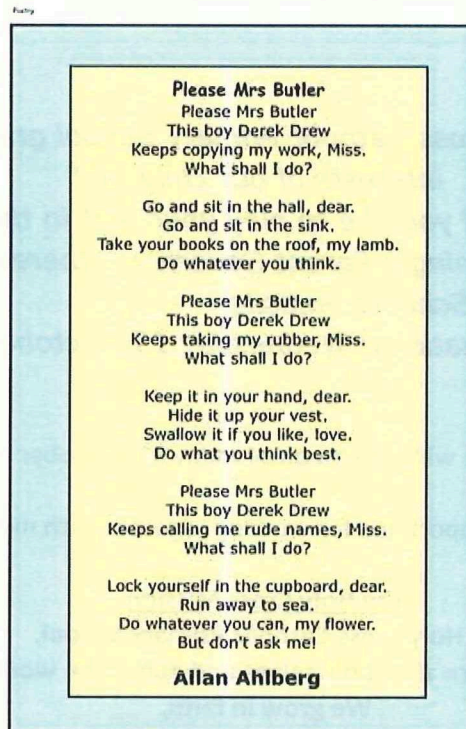 Poetry
Please Mrs Butler
Please Mrs Butler
This boy Derek Drew
Keeps copying my work, Miss.
What shall I do?
Go and sit in the hall, dear.
Go and sit in the sink.
Take your books on the roof, my lamb.
Do whatever you think.
Please Mrs Butler
This boy Derek Drew
Keeps taking my rubber, Miss.
What shall I do?
Keep it in your hand, dear.
Hide it up your vest.
Swallow it if you like, love.
Do what you think best.
Please Mrs Butler
This boy Derek Drew
Keeps calling me rude names, Miss.
What shall I do?
Lock yourself in the cupboard, dear.
Run away to sea.
Do whatever you can, my flower.
But don't ask me!
Allan Ahlberg